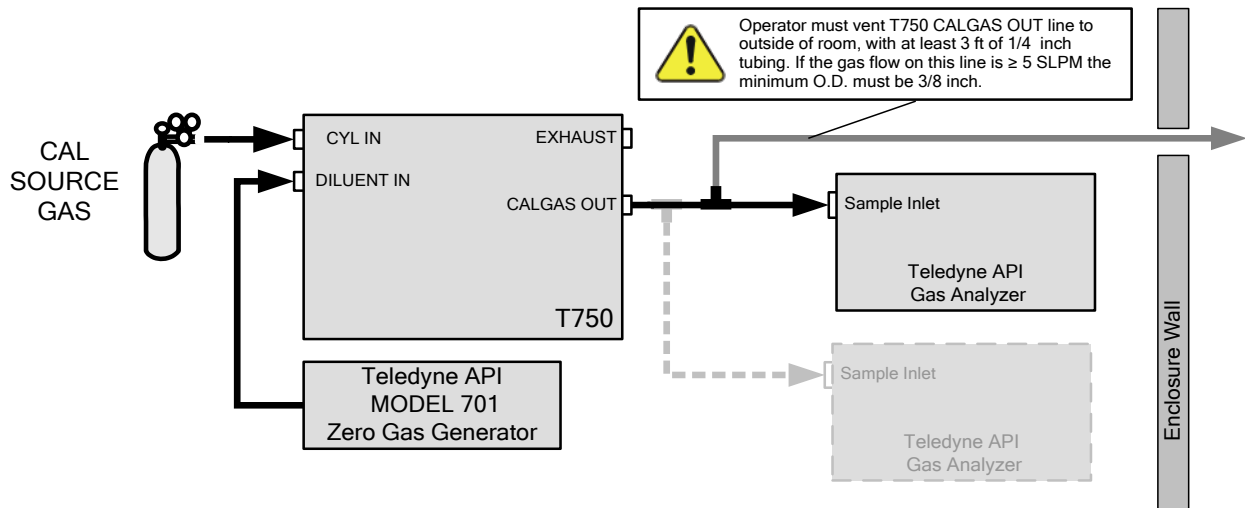 Operator must vent T750 CALGAS OUT line to
outside of room, with at least 3 ft of 1/4 inch
tubing. If the gas flow on this line is ≥ 5 SLPM the
minimum O.D. must be 3/8 inch.
CAL
SOURCE
GAS
CYL IN
DILUENT IN
EXHAUST
CALGAS OUT
T750
Sample Inlet
Teledyne API
Gas Analyzer
Sample Inlet
Teledyne API
Gas Analyzer
Teledyne API
MODEL 701
Zero Gas Generator
Enclosure Wall